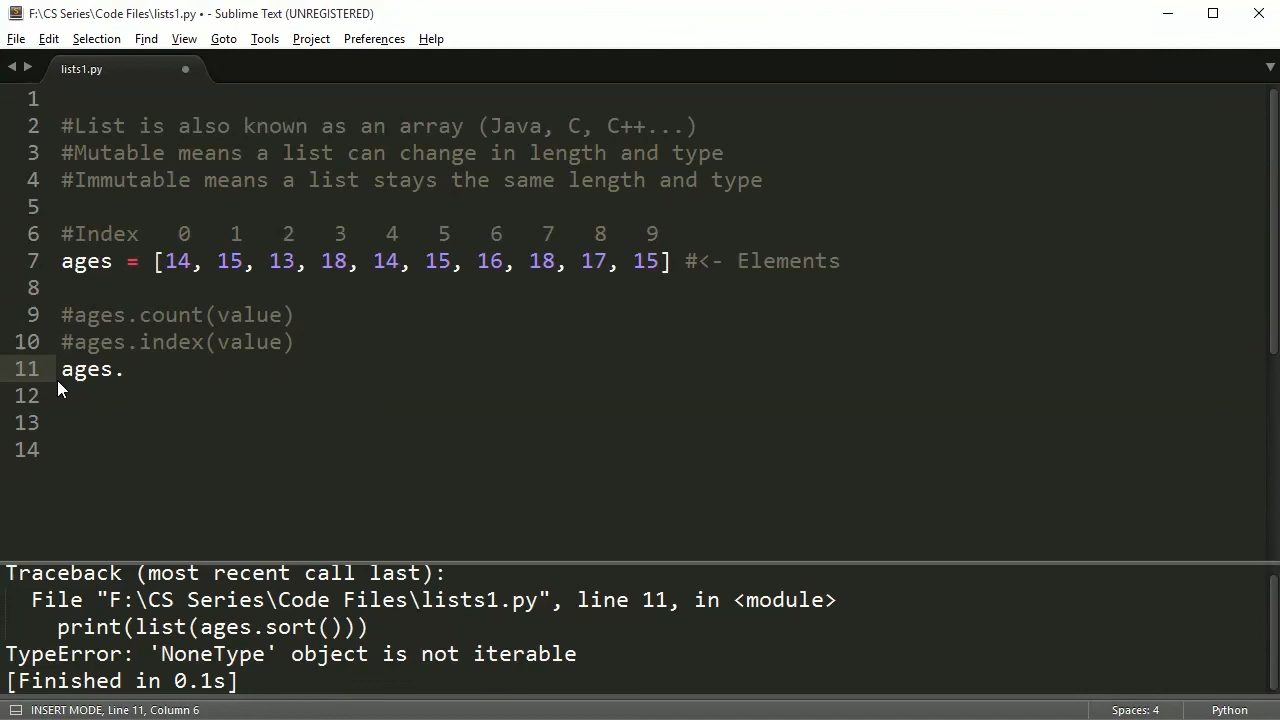 F:\CS Series\Code Files\lists1.py • - Sublime Text (UNREGISTERED)
File Edit Selection Find View Goto Tools Project Preferences Help
lists1.py
1
2 #List is also known as an array (Java, C, C++...)
3 #Mutable means a list can change in length and type
4 #Immutable means a list stays the same length and type
5
6 #Index   0   1   2   3   4   5   6   7   8   9
7 ages = [14, 15, 13, 18, 14, 15, 16, 18, 17, 15] #<- Elements
8
9 #ages.count(value)
10 #ages.index(value)
11 ages.
12
13
14
Traceback (most recent call last):
  File "F:\CS Series\Code Files\lists1.py", line 11, in <module>
    print(list(ages.sort()))
TypeError: 'NoneType' object is not iterable
[Finished in 0.1s]
INSERT MODE, Line 11, Column 6 Spaces: 4 Python